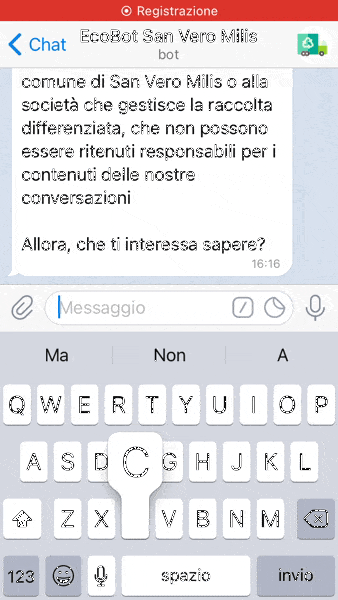 Registrazione
Chat
EcoBot San Vero Milis
bot
comune di San Vero Milis o alla
società che gestisce la raccolta
differenziata, che non possono
essere ritenuti responsabili per i
contenuti delle nostre
conversazioni
Allora, che ti interessa sapere?
16:16
Messaggio
Ma Non A
Q W E R T Y U I O P
A S D C G H J K L
Z X V B N M
123 spazio invio